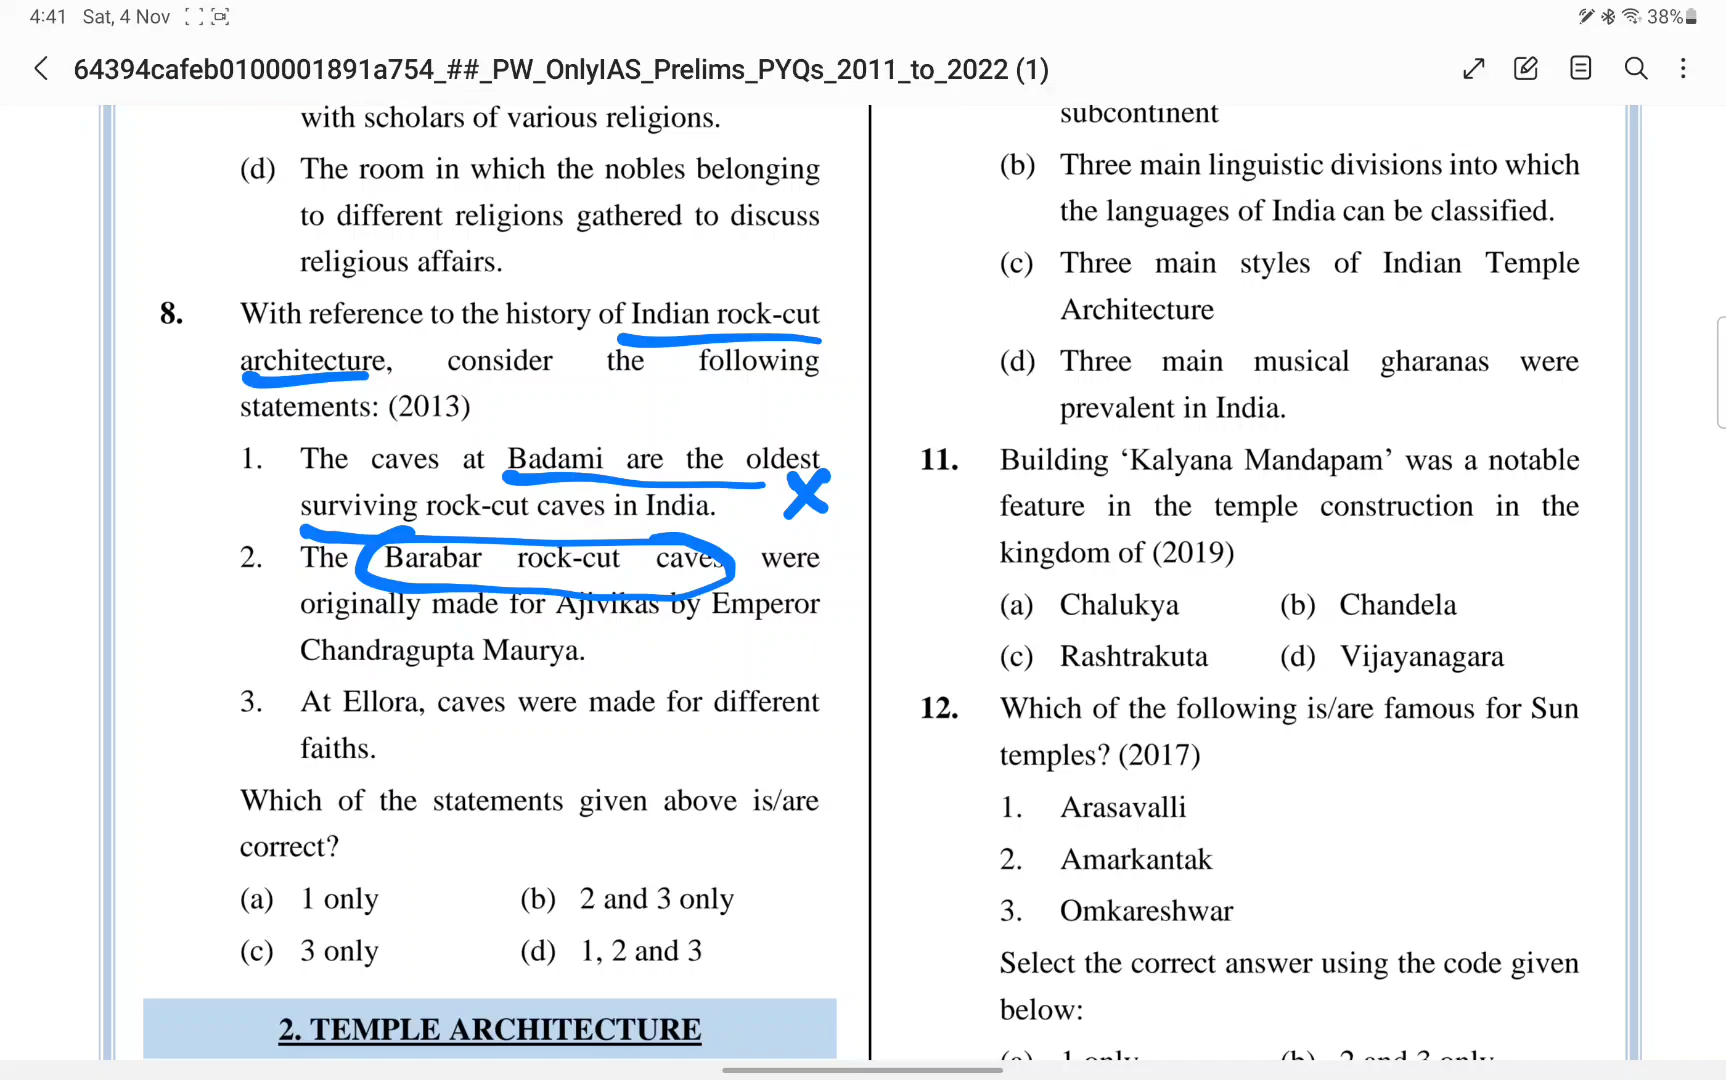 4:41 Sat, 4 Nov
38%
64394cafeb0100001891a754_##_PW_OnlyIAS_Prelims_PYQs_2011_to_2022 (1)
with scholars of various religions.
(d) The room in which the nobles belonging
to different religions gathered to discuss
religious affairs.
8. With reference to the history of Indian rock-cut
architecture, consider the following
statements: (2013)
1. The caves at Badami are the oldest
surviving rock-cut caves in India.
2. The Barabar rock-cut caves were
originally made for Ajivikas by Emperor
Chandragupta Maurya.
3. At Ellora, caves were made for different
faiths.
Which of the statements given above is/are
correct?
(a) 1 only (b) 2 and 3 only
(c) 3 only (d) 1, 2 and 3
2. TEMPLE ARCHITECTURE
subcontinent
(b) Three main linguistic divisions into which
the languages of India can be classified.
(c) Three main styles of Indian Temple
Architecture
(d) Three main musical gharanas were
prevalent in India.
11. Building ‘Kalyana Mandapam’ was a notable
feature in the temple construction in the
kingdom of (2019)
(a) Chalukya (b) Chandela
(c) Rashtrakuta (d) Vijayanagara
12. Which of the following is/are famous for Sun
temples? (2017)
1. Arasavalli
2. Amarkantak
3. Omkareshwar
Select the correct answer using the code given
below:
(a) 1 only (b) 2 and 3 only